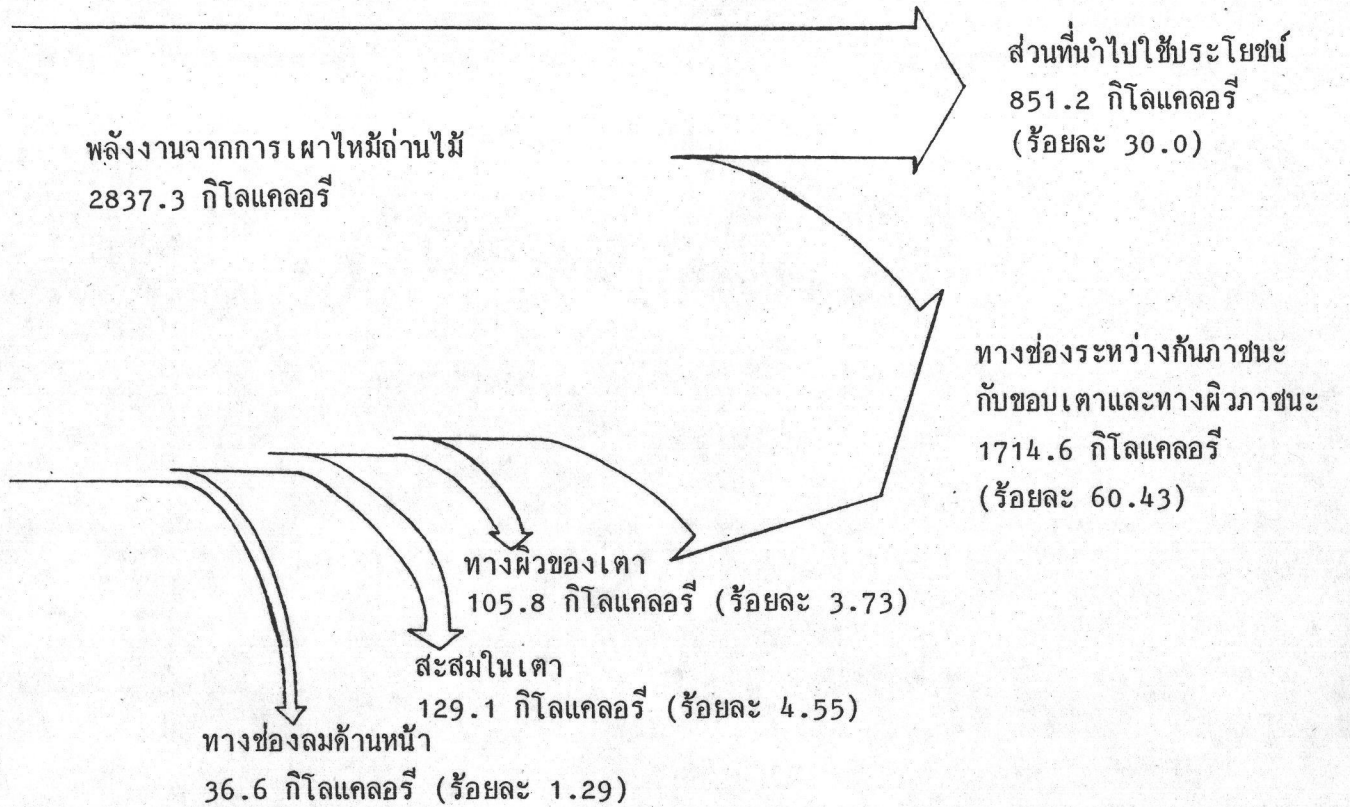 ส่วนที่นำไปใช้ประโยชน์
851.2 กิโลแคลอรี
(ร้อยละ 30.0)
พลังงานจากการเผาไหม้ถ่านไม้
2837.3 กิโลแคลอรี
ทางช่องระหว่างก้นภาชนะ
กับขอบเตาและทางผิวภาชนะ
1714.6 กิโลแคลอรี
(ร้อยละ 60.43)
ทางผิวของเตา
105.8 กิโลแคลอรี (ร้อยละ 3.73)
สะสมในเตา
129.1 กิโลแคลอรี (ร้อยละ 4.55)
ทางช่องลมด้านหน้า
36.6 กิโลแคลอรี (ร้อยละ 1.29)